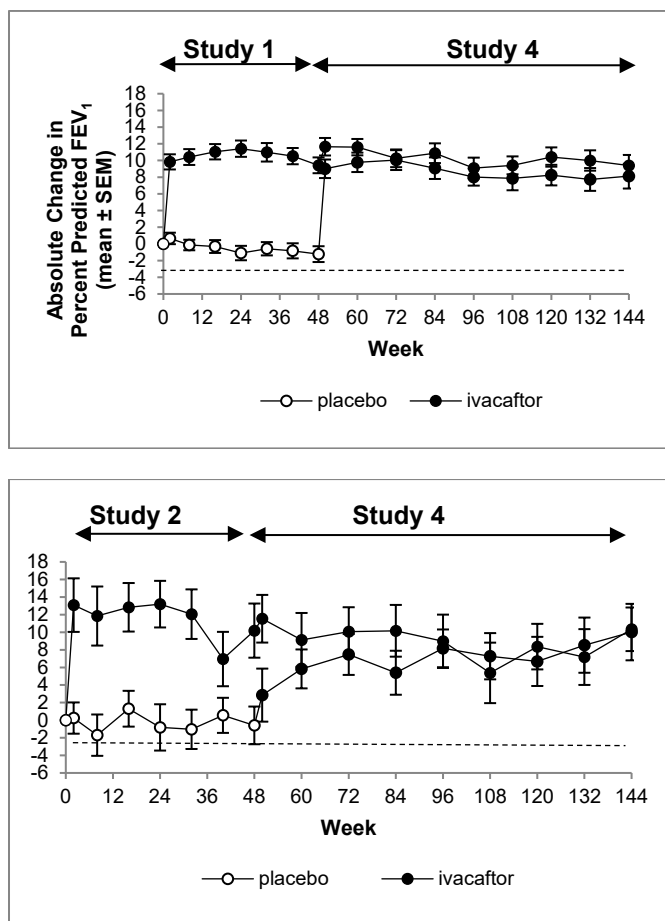 Study 1 Study 4
Absolute Change in
Percent Predicted FEV₁
(mean ± SEM)
18
16
14
12
10
8
6
4
2
0
-2
-4
-6
0 12 16 24 36 40 48 60 72 84 96 108 120 132 144
Week
placebo ivacaftor
Study 2 Study 4
18
16
14
12
10
8
6
4
2
0
-2
-4
-6
0 12 24 36 48 60 72 84 96 108 120 132 144
Week
placebo ivacaftor